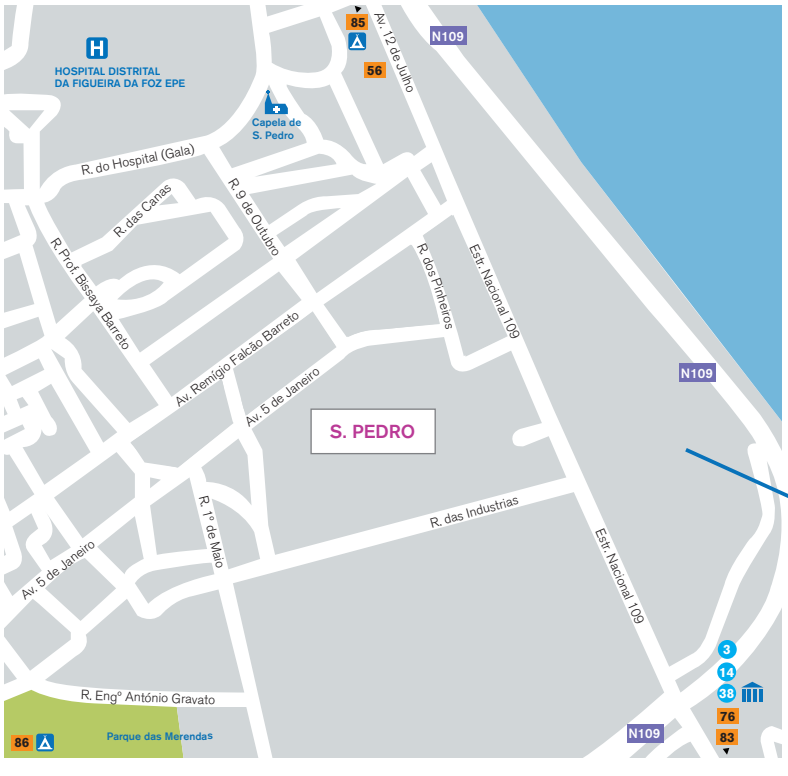 85
Av. 12 de Julho
N109
H
HOSPITAL DISTRITAL
DA FIGUEIRA DA FOZ EPE
56
Capela de
S. Pedro
R. do Hospital (Gala)
R. das Canas
R. 9 de Outubro
R. Prof. Bissaya Barreto
R. dos Pinheiros
Estr. Nacional 109
Av. Remígio Falcão Barreto
N109
Av. 5 de Janeiro
S. PEDRO
R. das Industrias
R. 1º de Maio
Av. 5 de Janeiro
Estr. Nacional 109
3
14
38
R. Engº António Gravato
76
N109
83
86
Parque das Merendas